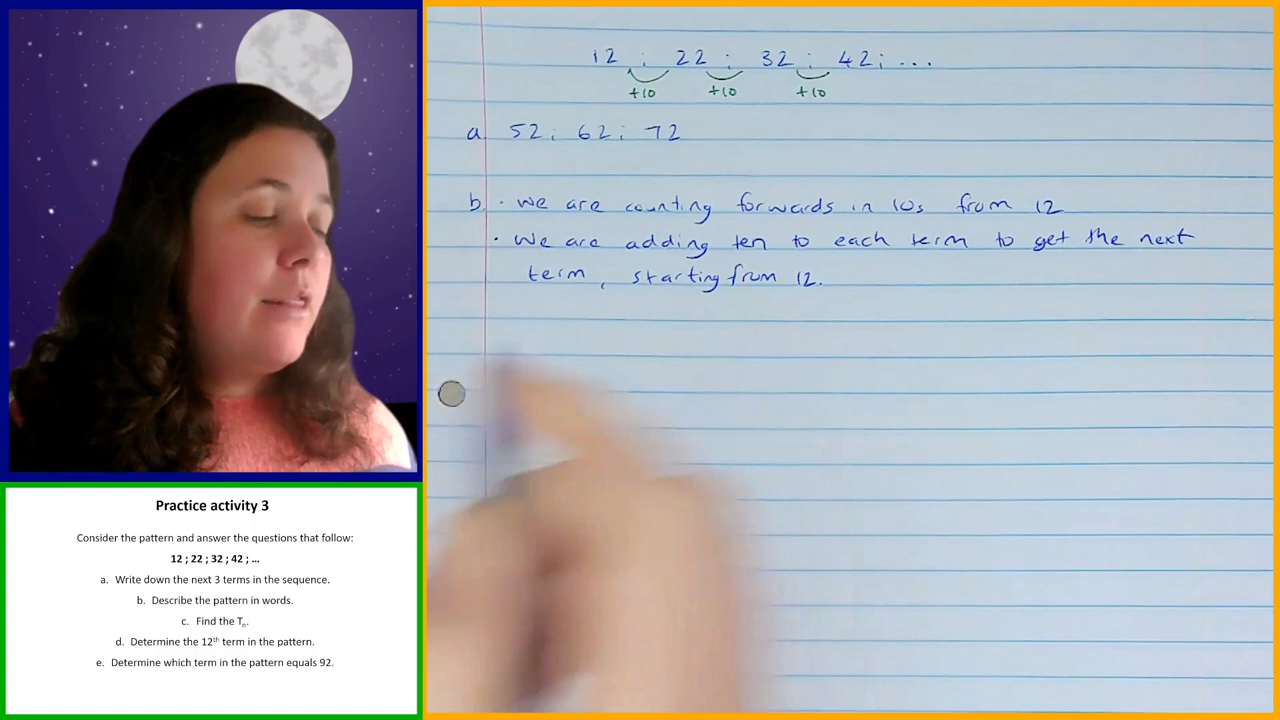 12 ; 22 ; 32 ; 42 ; ...
+10 +10 +10
a 52 ; 62 ; 72
b · we are counting forwards in 10s from 12
· We are adding ten to each term to get the next
term, starting from 12.
Practice activity 3
Consider the pattern and answer the questions that follow:
12 ; 22 ; 32 ; 42 ; ...
a. Write down the next 3 terms in the sequence.
b. Describe the pattern in words.
c. Find the Tn.
d. Determine the 12th term in the pattern.
e. Determine which term in the pattern equals 92.